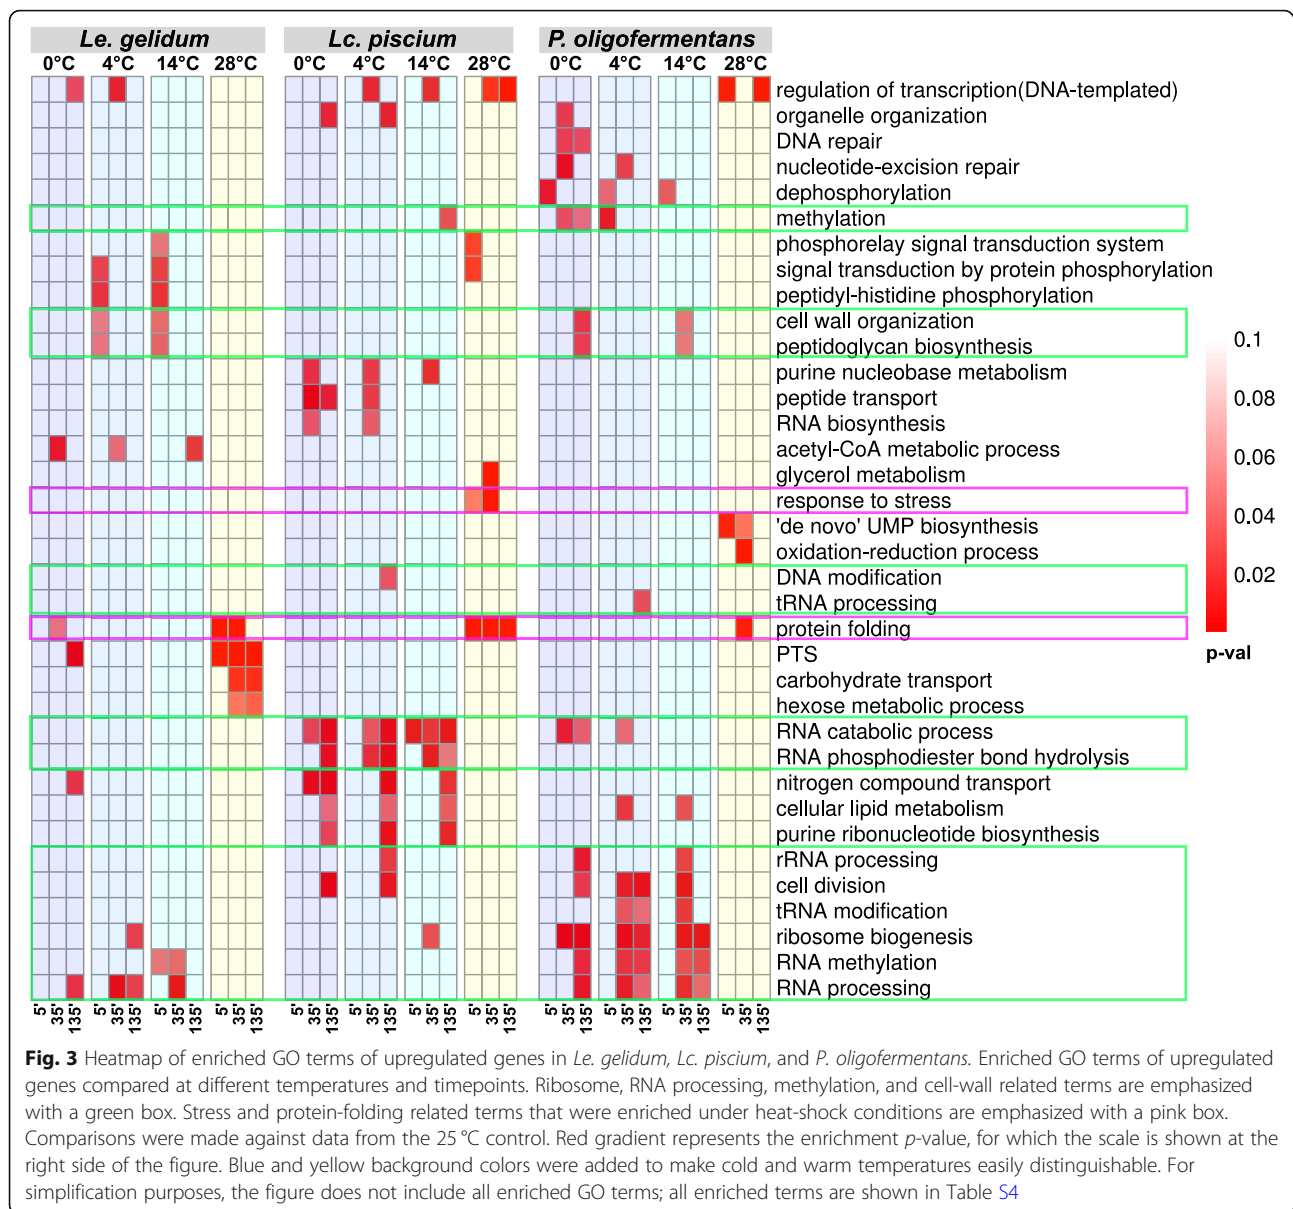 Le. gelidum Lc. piscium P. oligofermentans
0°C 4°C 14°C 28°C 0°C 4°C 14°C 28°C 0°C 4°C 14°C 28°C
regulation of transcription(DNA-templated)
organelle organization
DNA repair
nucleotide-excision repair
dephosphorylation
methylation
phosphorelay signal transduction system
signal transduction by protein phosphorylation
peptidyl-histidine phosphorylation
cell wall organization
peptidoglycan biosynthesis
purine nucleobase metabolism
peptide transport
RNA biosynthesis
acetyl-CoA metabolic process
glycerol metabolism
response to stress
'de novo' UMP biosynthesis
oxidation-reduction process
DNA modification
tRNA processing
protein folding
PTS
carbohydrate transport
hexose metabolic process
RNA catabolic process
RNA phosphodiester bond hydrolysis
nitrogen compound transport
cellular lipid metabolism
purine ribonucleotide biosynthesis
rRNA processing
cell division
tRNA modification
ribosome biogenesis
RNA methylation
RNA processing
0.1
0.08
0.06
0.04
0.02
p-val
5' 35' 135' 5' 35' 135' 5' 35' 135' 5' 35' 135' 5' 35' 135' 5' 35' 135' 5' 35' 135' 5' 35' 135' 5' 35' 135' 5' 35' 135' 5' 35' 135' 5' 35' 135'
Fig. 3 Heatmap of enriched GO terms of upregulated genes in Le. gelidum, Lc. piscium, and P. oligofermentans. Enriched GO terms of upregulated
genes compared at different temperatures and timepoints. Ribosome, RNA processing, methylation, and cell-wall related terms are emphasized
with a green box. Stress and protein-folding related terms that were enriched under heat-shock conditions are emphasized with a pink box.
Comparisons were made against data from the 25 °C control. Red gradient represents the enrichment p-value, for which the scale is shown at the
right side of the figure. Blue and yellow background colors were added to make cold and warm temperatures easily distinguishable. For
simplification purposes, the figure does not include all enriched GO terms; all enriched terms are shown in Table S4